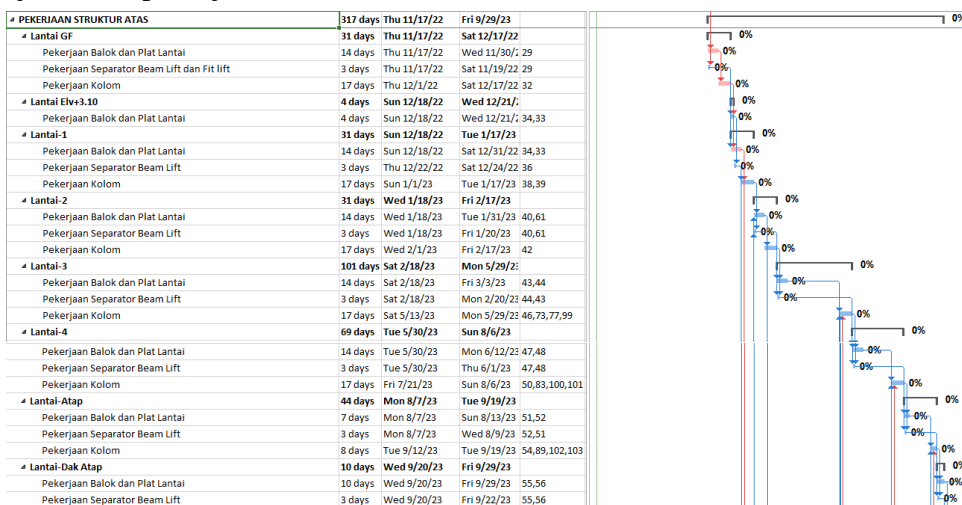 PEKERJAAN STRUKTUR ATAS 317 days Thu 11/17/22 Fri 9/29/23 0%
Lantai GF 31 days Thu 11/17/22 Sat 12/17/22 0%
Pekerjaan Balok dan Plat Lantai 14 days Thu 11/17/22 Wed 11/30/2 29 0%
Pekerjaan Separator Beam Lift dan Fit lift 3 days Thu 11/17/22 Sat 11/19/22 29 0%
Pekerjaan Kolom 17 days Thu 12/1/22 Sat 12/17/22 32 0%
Lantai Elv+3.10 4 days Sun 12/18/22 Wed 12/21/2 0%
Pekerjaan Balok dan Plat Lantai 4 days Sun 12/18/22 Wed 12/21/2 34,33 0%
Lantai-1 31 days Sun 12/18/22 Tue 1/17/23 0%
Pekerjaan Balok dan Plat Lantai 14 days Sun 12/18/22 Sat 12/31/22 34,33 0%
Pekerjaan Separator Beam Lift 3 days Thu 12/22/22 Sat 12/24/22 36 0%
Pekerjaan Kolom 17 days Sun 1/1/23 Tue 1/17/23 38,39 0%
Lantai-2 31 days Wed 1/18/23 Fri 2/17/23 0%
Pekerjaan Balok dan Plat Lantai 14 days Wed 1/18/23 Tue 1/31/23 40,61 0%
Pekerjaan Separator Beam Lift 3 days Wed 1/18/23 Fri 1/20/23 40,61 0%
Pekerjaan Kolom 17 days Wed 2/1/23 Fri 2/17/23 42 0%
Lantai-3 101 days Sat 2/18/23 Mon 5/29/23 0%
Pekerjaan Balok dan Plat Lantai 14 days Sat 2/18/23 Fri 3/3/23 43,44 0%
Pekerjaan Separator Beam Lift 3 days Sat 2/18/23 Mon 2/20/23 44,43 0%
Pekerjaan Kolom 17 days Sat 5/13/23 Mon 5/29/23 46,73,77,99 0%
Lantai-4 69 days Tue 5/30/23 Sun 8/6/23 0%
Pekerjaan Balok dan Plat Lantai 14 days Tue 5/30/23 Mon 6/12/23 47,48 0%
Pekerjaan Separator Beam Lift 3 days Tue 5/30/23 Thu 6/1/23 47,48 0%
Pekerjaan Kolom 17 days Fri 7/21/23 Sun 8/6/23 50,83,100,101 0%
Lantai-Atap 44 days Mon 8/7/23 Tue 9/19/23 0%
Pekerjaan Balok dan Plat Lantai 7 days Mon 8/7/23 Sun 8/13/23 51,52 0%
Pekerjaan Separator Beam Lift 3 days Mon 8/7/23 Wed 8/9/23 52,51 0%
Pekerjaan Kolom 8 days Tue 9/12/23 Tue 9/19/23 54,89,102,103 0%
Lantai-Dak Atap 10 days Wed 9/20/23 Fri 9/29/23 0%
Pekerjaan Balok dan Plat Lantai 10 days Wed 9/20/23 Fri 9/29/23 55,56 0%
Pekerjaan Separator Beam Lift 3 days Wed 9/20/23 Fri 9/22/23 55,56 0%